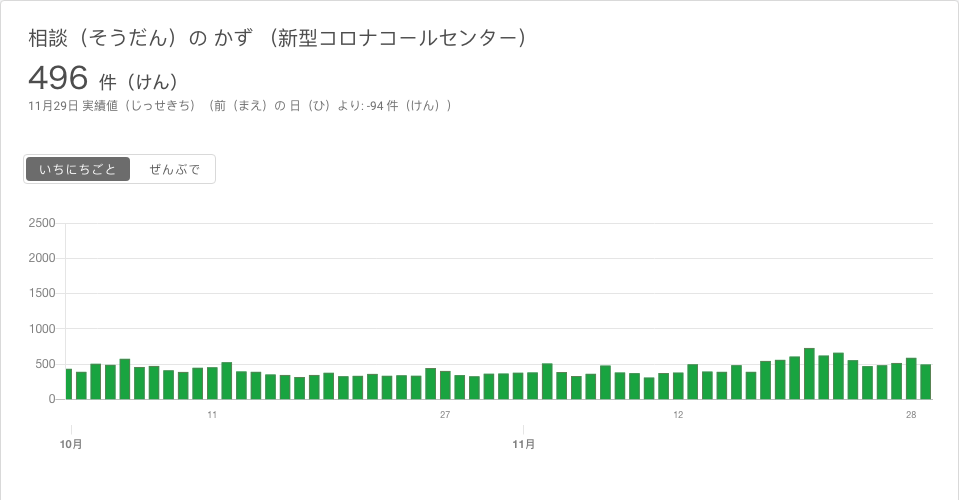 相談（そうだん）の かず （新型コロナコールセンター）
496 件（けん）
11月29日 実績値（じっせきち）（前（まえ）の 日（ひ）より: -94 件（けん））
いちにちごと ぜんぶで
2500
2000
1500
1000
500
0
11 27 12 28
10月 11月